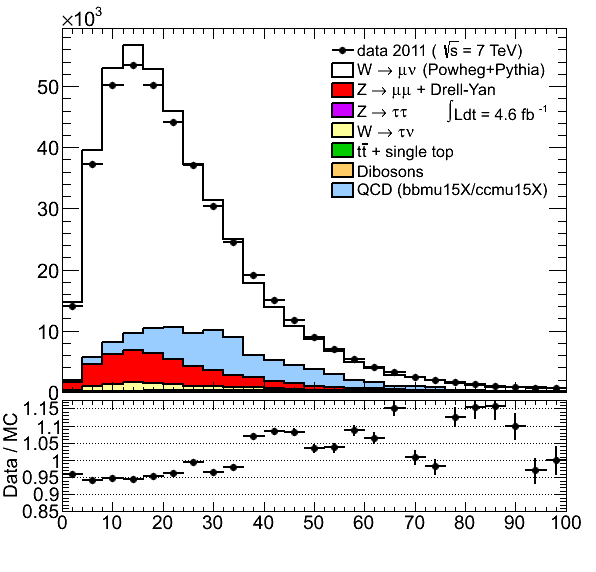 ×10³
data 2011 ( √s = 7 TeV)
W → μν (Powheg+Pythia)
Z → μμ + Drell-Yan
Z → ττ
∫Ldt = 4.6 fb⁻¹
W → τν
tt̅ + single top
Dibosons
QCD (bbmu15X/ccmu15X)
50
40
30
20
10
0
Data / MC
1.15
1.1
1.05
1
0.95
0.9
0.85
0 10 20 30 40 50 60 70 80 90 100